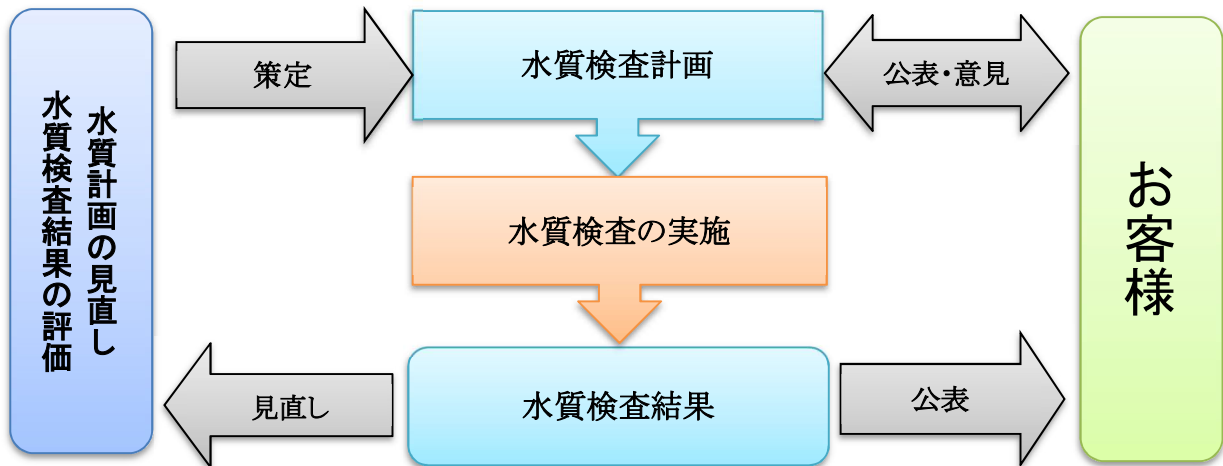 水質計画の見直し
水質検査結果の評価
策定
水質検査計画
公表・意見
お客様
水質検査の実施
見直し
水質検査結果
公表